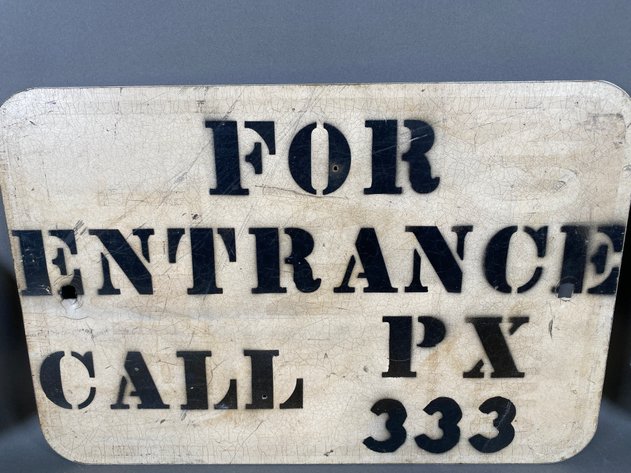 FOR
ENTRANCE
CALL PX
333